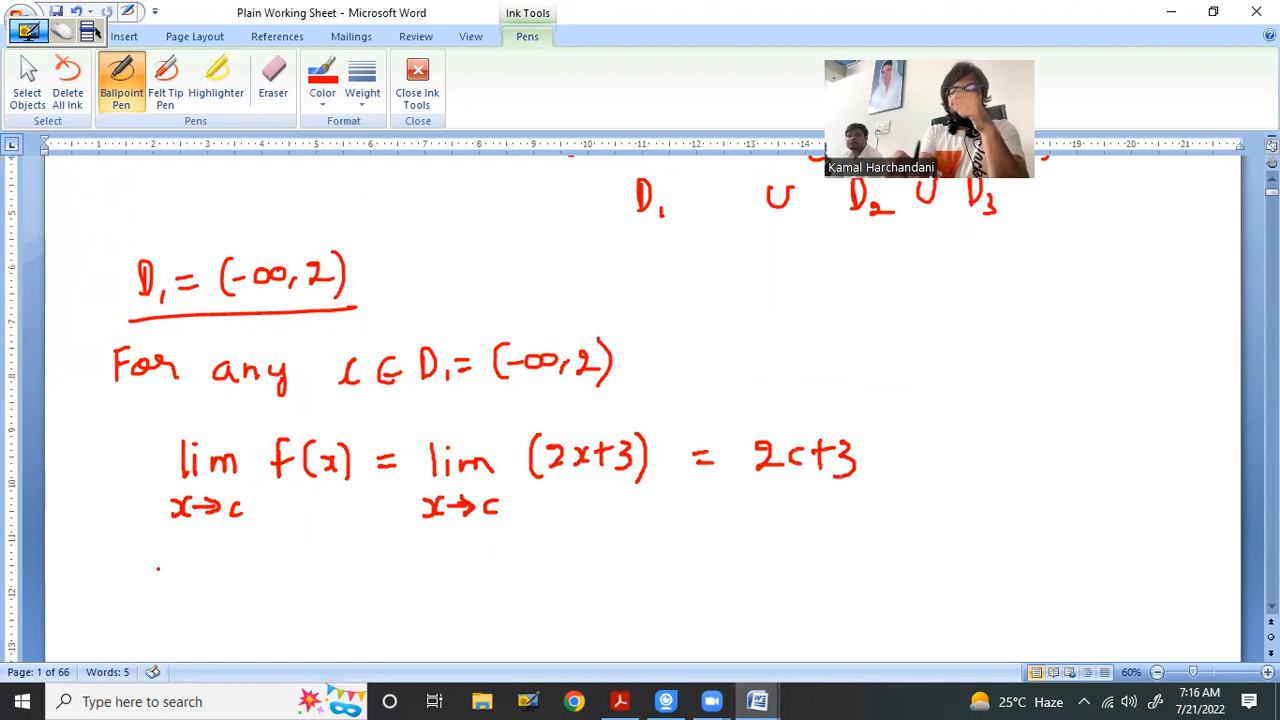 Plain Working Sheet - Microsoft Word
Ink Tools
Insert Page Layout References Mailings Review View Pens
Select Objects
Delete All Ink
Ballpoint Pen
Felt Tip Pen
Highlighter
Eraser
Color
Weight
Close Ink Tools
Select Pens Format Close
Kamal Harchandani
D₁ ∪ D₂ ∪ D₃
D₁ = (-∞, 2)
For any c ∈ D₁ = (-∞, 2)
lim f(x) = lim (2x+3) = 2c+3
x→c x→c
Page: 1 of 66 Words: 5 60%
Type here to search
25°C Haze
7:16 AM
7/21/2022